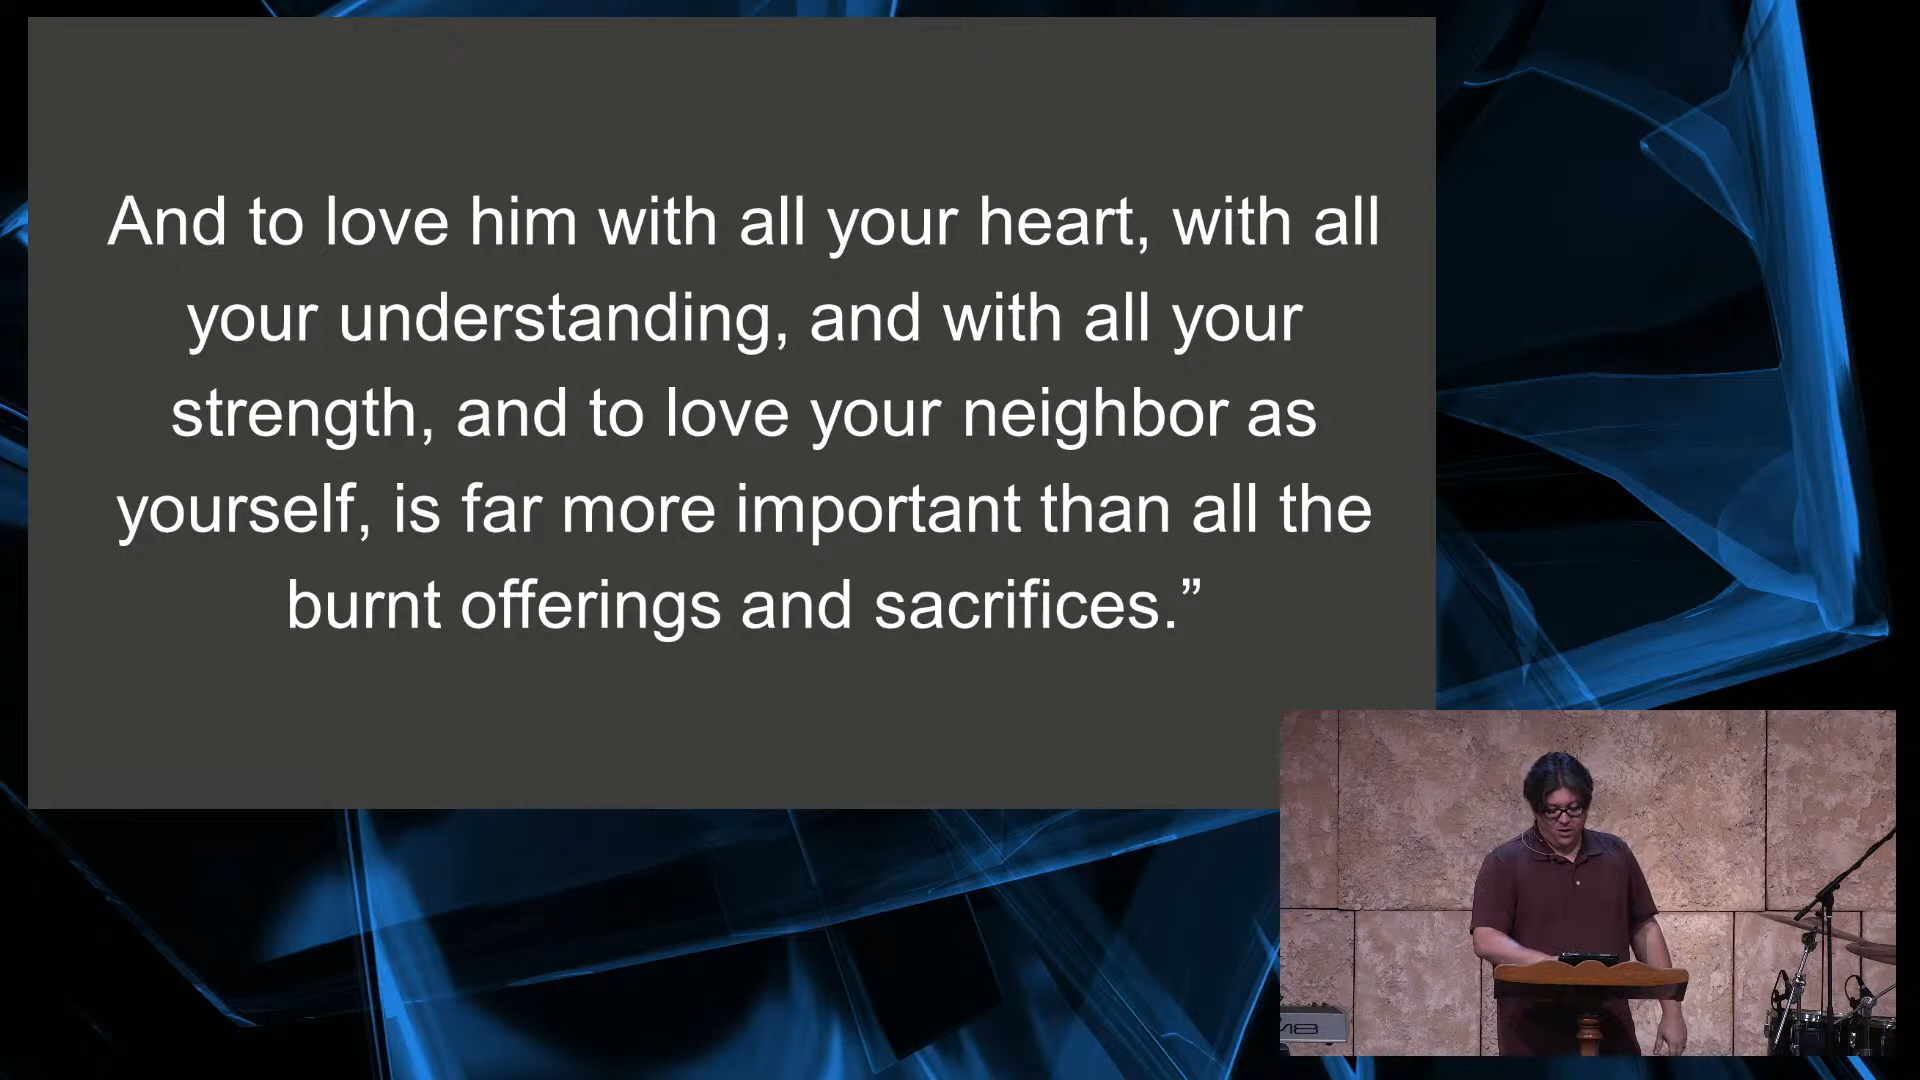 And to love him with all your heart, with all
your understanding, and with all your
strength, and to love your neighbor as
yourself, is far more important than all the
burnt offerings and sacrifices.”